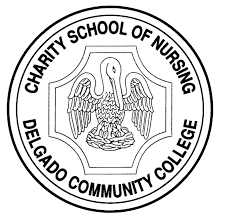 CHARITY SCHOOL OF NURSING
DELGADO COMMUNITY COLLEGE